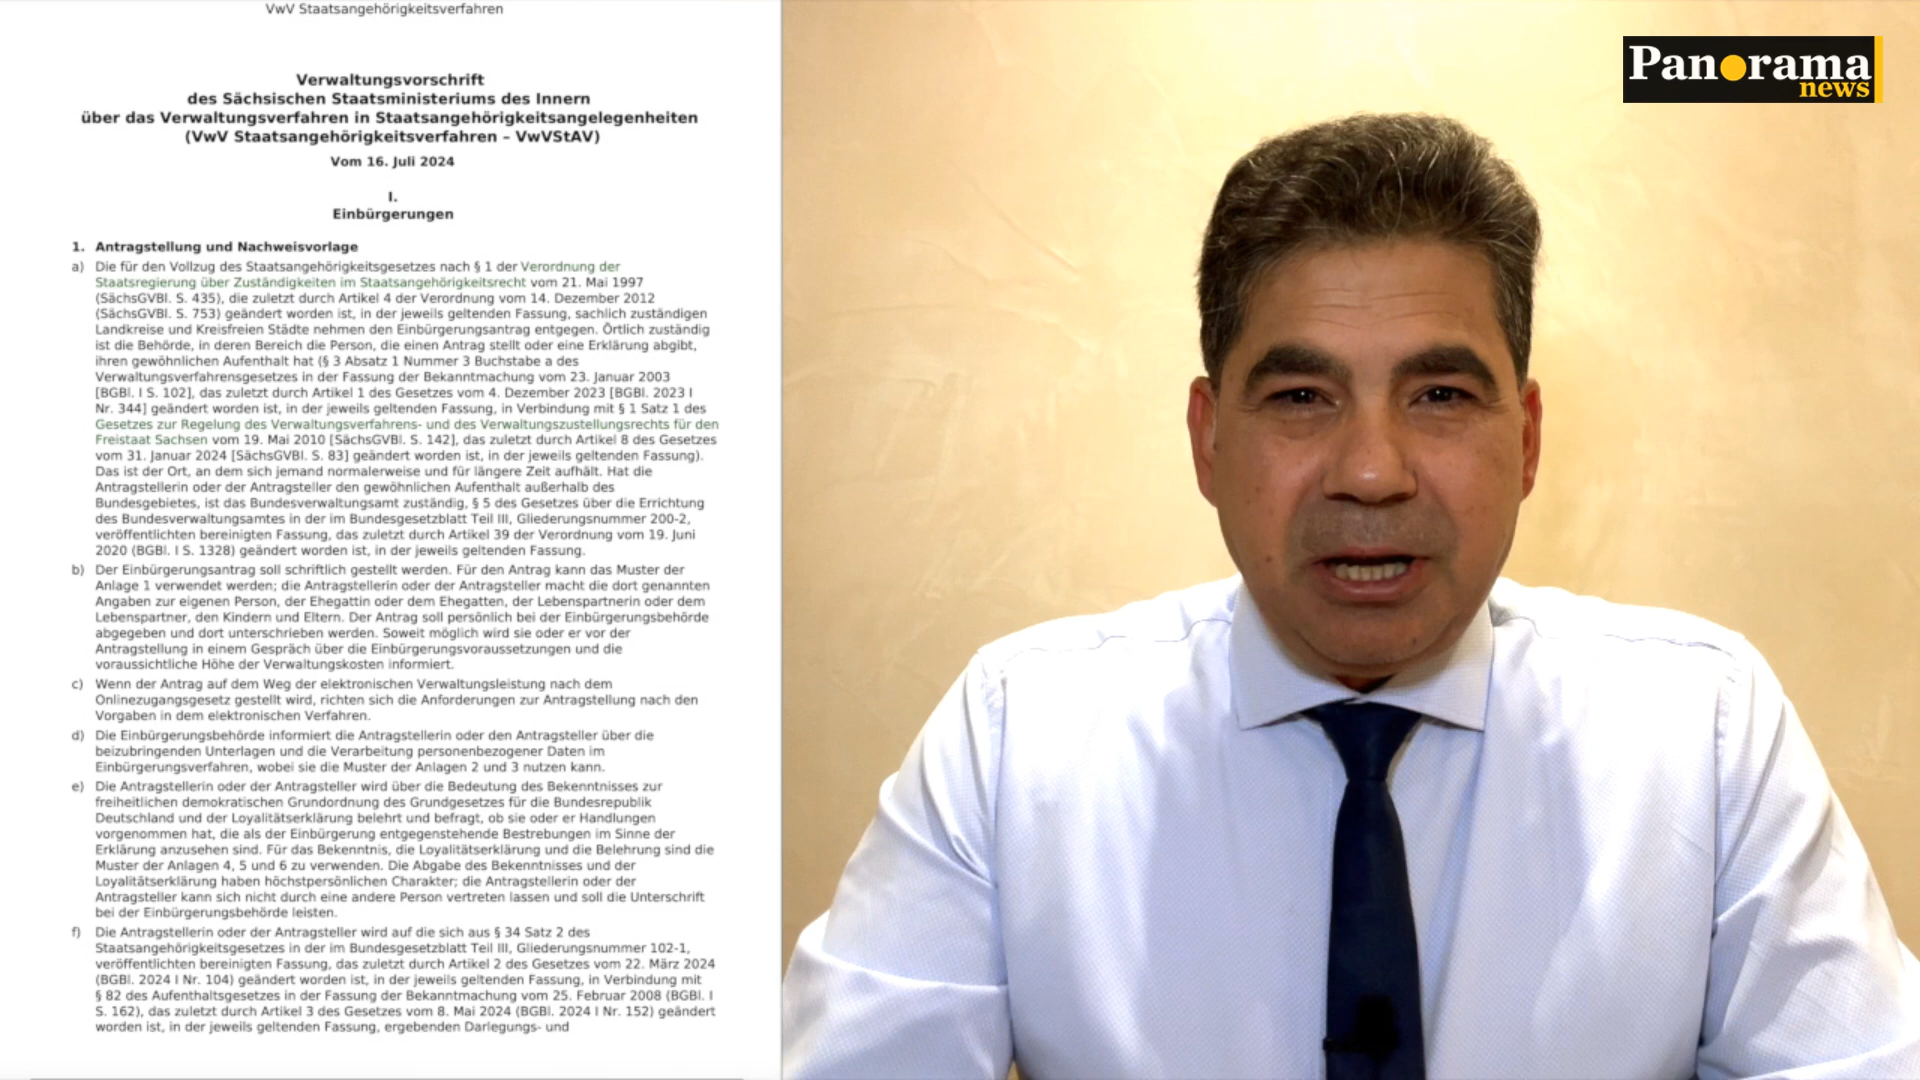 VwV Staatsangehörigkeitsverfahren
Verwaltungsvorschrift
des Sächsischen Staatsministeriums des Innern
über das Verwaltungsverfahren in Staatsangehörigkeitsangelegenheiten
(VwV Staatsangehörigkeitsverfahren – VwVStAV)
Vom 16. Juli 2024
I.
Einbürgerungen
1. Antragstellung und Nachweisvorlage
a) Die für den Vollzug des Staatsangehörigkeitsgesetzes nach § 1 der Verordnung der
Staatsregierung über Zuständigkeiten im Staatsangehörigkeitsrecht vom 21. Mai 1997
(SächsGVBl. S. 435), die zuletzt durch Artikel 4 der Verordnung vom 14. Dezember 2012
(SächsGVBl. S. 753) geändert worden ist, in der jeweils geltenden Fassung, sachlich zuständigen
Landkreise und Kreisfreien Städte nehmen den Einbürgerungsantrag entgegen. Örtlich zuständig
ist die Behörde, in deren Bereich die Person, die einen Antrag stellt oder eine Erklärung abgibt,
ihren gewöhnlichen Aufenthalt hat (§ 3 Absatz 1 Nummer 3 Buchstabe a des
Verwaltungsverfahrensgesetzes in der Fassung der Bekanntmachung vom 23. Januar 2003
[BGBl. I S. 102], das zuletzt durch Artikel 1 des Gesetzes vom 4. Dezember 2023 [BGBl. 2023 I
Nr. 344] geändert worden ist, in der jeweils geltenden Fassung, in Verbindung mit § 1 Satz 1 des
Gesetzes zur Regelung des Verwaltungsverfahrens- und des Verwaltungszustellungsrechts für den
Freistaat Sachsen vom 19. Mai 2010 [SächsGVBl. S. 142], das zuletzt durch Artikel 8 des Gesetzes
vom 31. Januar 2024 [SächsGVBl. S. 83] geändert worden ist, in der jeweils geltenden Fassung).
Das ist der Ort, an dem sich jemand normalerweise und für längere Zeit aufhält. Hat die
Antragstellerin oder der Antragsteller den gewöhnlichen Aufenthalt außerhalb des
Bundesgebietes, ist das Bundesverwaltungsamt zuständig, § 5 des Gesetzes über die Errichtung
des Bundesverwaltungsamtes in der im Bundesgesetzblatt Teil III, Gliederungsnummer 200-2,
veröffentlichten bereinigten Fassung, das zuletzt durch Artikel 39 der Verordnung vom 19. Juni
2020 (BGBl. I S. 1328) geändert worden ist, in der jeweils geltenden Fassung.
b) Der Einbürgerungsantrag soll schriftlich gestellt werden. Für den Antrag kann das Muster der
Anlage 1 verwendet werden; die Antragstellerin oder der Antragsteller macht die dort genannten
Angaben zur eigenen Person, der Ehegattin oder dem Ehegatten, der Lebenspartnerin oder dem
Lebenspartner, den Kindern und Eltern. Der Antrag soll persönlich bei der Einbürgerungsbehörde
abgegeben und dort unterschrieben werden. Soweit möglich wird sie oder er vor der
Antragstellung in einem Gespräch über die Einbürgerungsvoraussetzungen und die
voraussichtliche Höhe der Verwaltungskosten informiert.
c) Wenn der Antrag auf dem Weg der elektronischen Verwaltungsleistung nach dem
Onlinezugangsgesetz gestellt wird, richten sich die Anforderungen zur Antragstellung nach den
Vorgaben in dem elektronischen Verfahren.
d) Die Einbürgerungsbehörde informiert die Antragstellerin oder den Antragsteller über die
beizubringenden Unterlagen und die Verarbeitung personenbezogener Daten im
Einbürgerungsverfahren, wobei sie die Muster der Anlagen 2 und 3 nutzen kann.
e) Die Antragstellerin oder der Antragsteller wird über die Bedeutung des Bekenntnisses zur
freiheitlichen demokratischen Grundordnung des Grundgesetzes für die Bundesrepublik
Deutschland und der Loyalitätserklärung belehrt und befragt, ob sie oder er Handlungen
vorgenommen hat, die als der Einbürgerung entgegenstehende Bestrebungen im Sinne der
Erklärung anzusehen sind. Für das Bekenntnis, die Loyalitätserklärung und die Belehrung sind die
Muster der Anlagen 4, 5 und 6 zu verwenden. Die Abgabe des Bekenntnisses und der
Loyalitätserklärung haben höchstpersönlichen Charakter; die Antragstellerin oder der
Antragsteller kann sich nicht durch eine andere Person vertreten lassen und soll die Unterschrift
bei der Einbürgerungsbehörde leisten.
f) Die Antragstellerin oder der Antragsteller wird auf die sich aus § 34 Satz 2 des
Staatsangehörigkeitsgesetzes in der im Bundesgesetzblatt Teil III, Gliederungsnummer 102-1,
veröffentlichten bereinigten Fassung, das zuletzt durch Artikel 2 des Gesetzes vom 22. März 2024
(BGBl. 2024 I Nr. 104) geändert worden ist, in der jeweils geltenden Fassung, in Verbindung mit
§ 82 des Aufenthaltsgesetzes in der Fassung der Bekanntmachung vom 25. Februar 2008 (BGBl. I
S. 162), das zuletzt durch Artikel 3 des Gesetzes vom 8. Mai 2024 (BGBl. 2024 I Nr. 152) geändert
worden ist, in der jeweils geltenden Fassung, ergebenden Darlegungs- und
Panorama
news